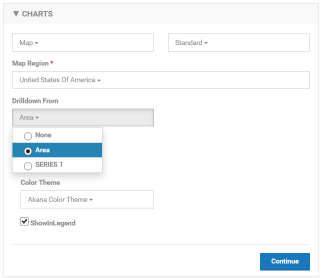 CHARTS
Map
Standard
Map Region *
United States Of America
Drilldown From
Area
None
Area
SERIES 1
Color Theme
Akana Color Theme
ShowInLegend
Continue